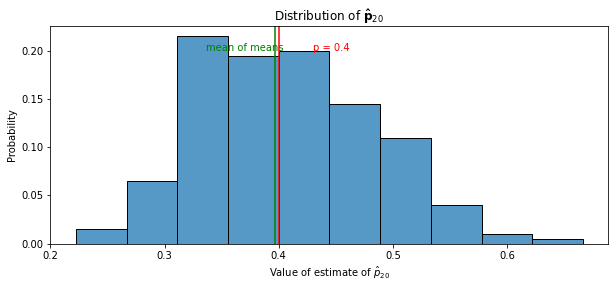 Distribution of p̂₂₀
0.20
mean of means
p = 0.4
0.15
Probability
0.10
0.05
0.00
0.2
0.3
0.4
0.5
0.6
Value of estimate of p̂₂₀